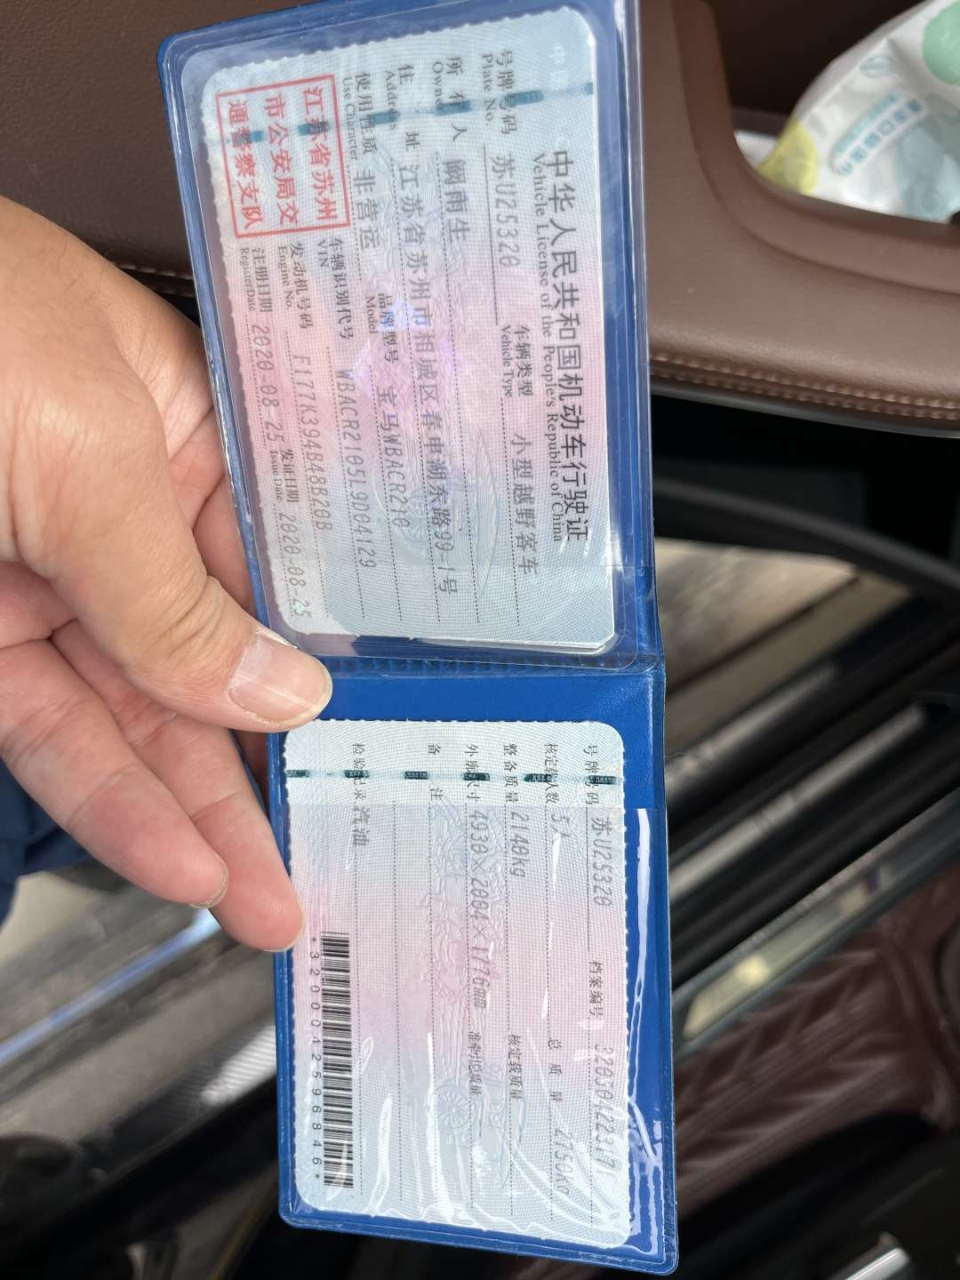 中华人民共和国机动车行驶证
Vehicle License of the People's Republic of China
号牌号码 苏U25320 车辆类型 小型越野客车
Plate No. Vehicle Type
所有人 阚雨生
Owner
住址 江苏省苏州市相城区春申湖东路99-1号
Address
使用性质 非营运 品牌型号 宝马WBACR210
Use Character Model
江苏省苏州
市公安局交
通警察支队
车辆识别代号 WBACR2105L9D04129
VIN
发动机号码 F177K394B48B20B
Engine No.
注册日期 2020-08-25 发证日期 2020-08-25
Register Date Issue Date
号牌号码 苏U25320 档案编号 320504223177
核定载人数 5人 总质量 2750kg
整备质量 2140kg 核定载质量
外廓尺寸 4930×2004×1776mm 准牵引总质量
备注
检验记录 汽油
*32000412596846*